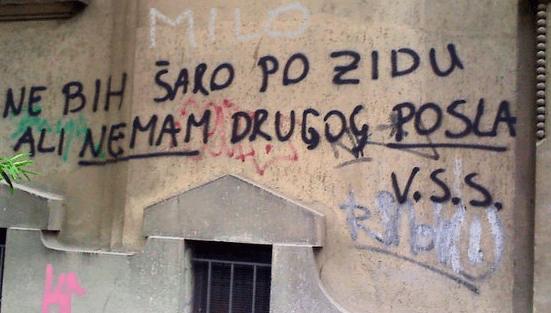 MILO
NE BIH ŠARO PO ZIDU
ALI NEMAM DRUGOG POSLA
V.S.S.